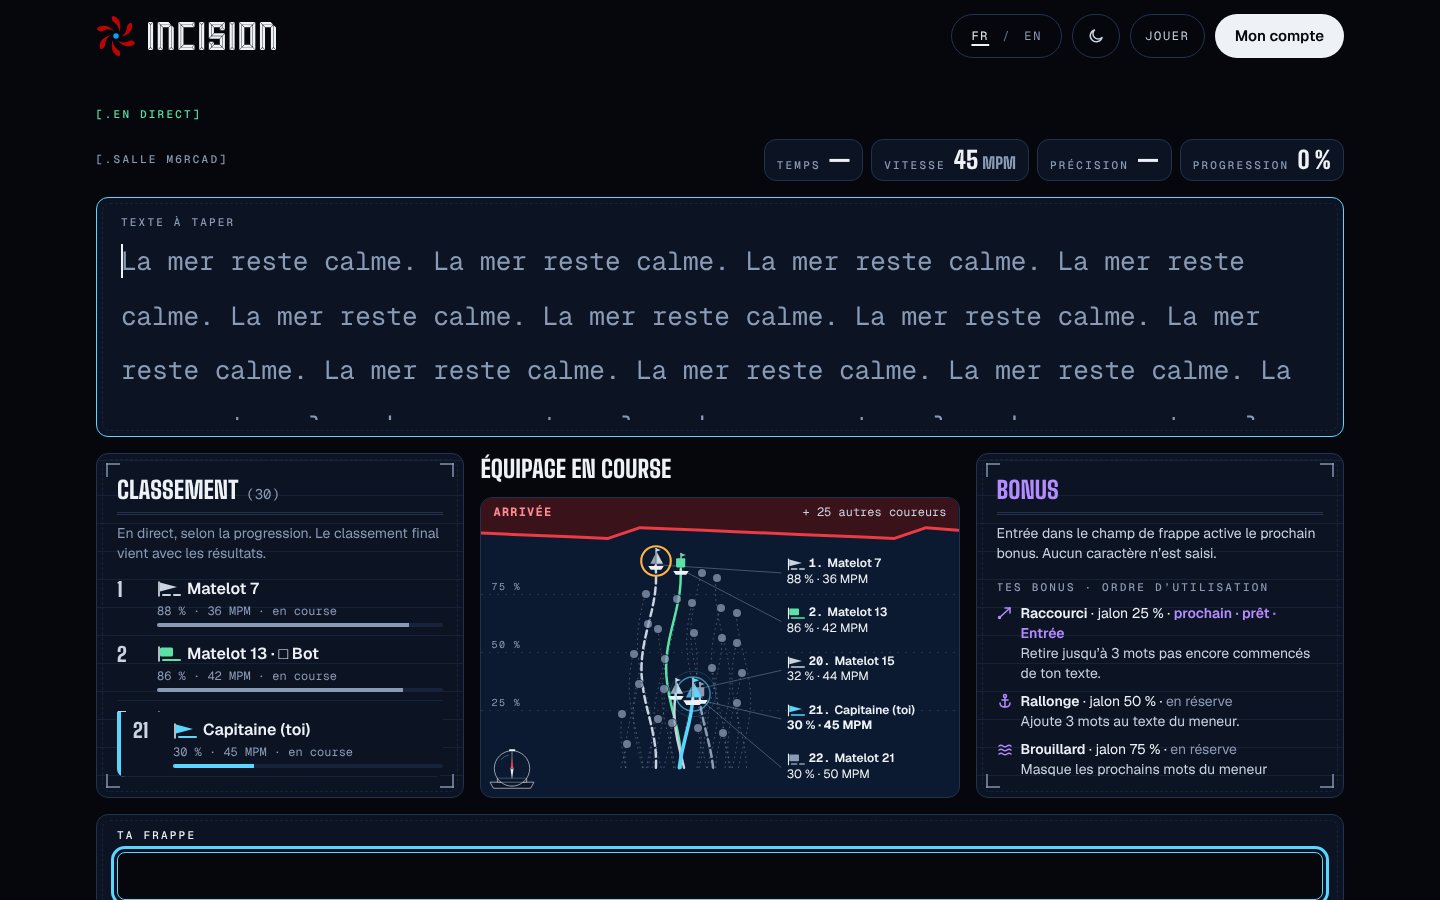 INCISION
FR / EN
JOUER
Mon compte
[.EN DIRECT]
[.SALLE M6RCAD]
TEMPS —
VITESSE 45 MPM
PRÉCISION —
PROGRESSION 0 %
TEXTE À TAPER
La mer reste calme. La mer reste calme. La mer reste calme. La mer reste
calme. La mer reste calme. La mer reste calme. La mer reste calme. La mer
reste calme. La mer reste calme. La mer reste calme. La mer reste calme. La
CLASSEMENT (30)
En direct, selon la progression. Le classement final
vient avec les résultats.
1 Matelot 7
88 % · 36 MPM · en course
2 Matelot 13 · □ Bot
86 % · 42 MPM · en course
21 Capitaine (toi)
30 % · 45 MPM · en course
ÉQUIPAGE EN COURSE
ARRIVÉE
+ 25 autres coureurs
75 %
50 %
25 %
1. Matelot 7
88 % · 36 MPM
2. Matelot 13
86 % · 42 MPM
20. Matelot 15
32 % · 44 MPM
21. Capitaine (toi)
30 % · 45 MPM
22. Matelot 21
30 % · 50 MPM
BONUS
Entrée dans le champ de frappe active le prochain
bonus. Aucun caractère n'est saisi.
TES BONUS · ORDRE D'UTILISATION
Raccourci · jalon 25 % · prochain · prêt ·
Entrée
Retire jusqu'à 3 mots pas encore commencés
de ton texte.
Rallonge · jalon 50 % · en réserve
Ajoute 3 mots au texte du meneur.
Brouillard · jalon 75 % · en réserve
Masque les prochains mots du meneur
TA FRAPPE